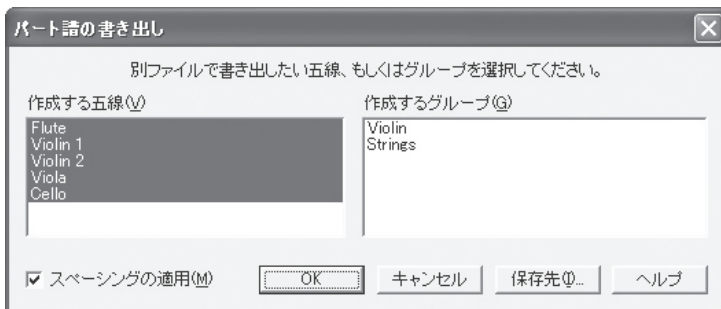 パート譜の書き出し
別ファイルで書き出したい五線、もしくはグループを選択してください。
作成する五線(V)
作成するグループ(G)
Flute
Violin 1
Violin 2
Viola
Cello
Violin
Strings
スペーシングの適用(M)
OK
キャンセル
保存先(I)...
ヘルプ